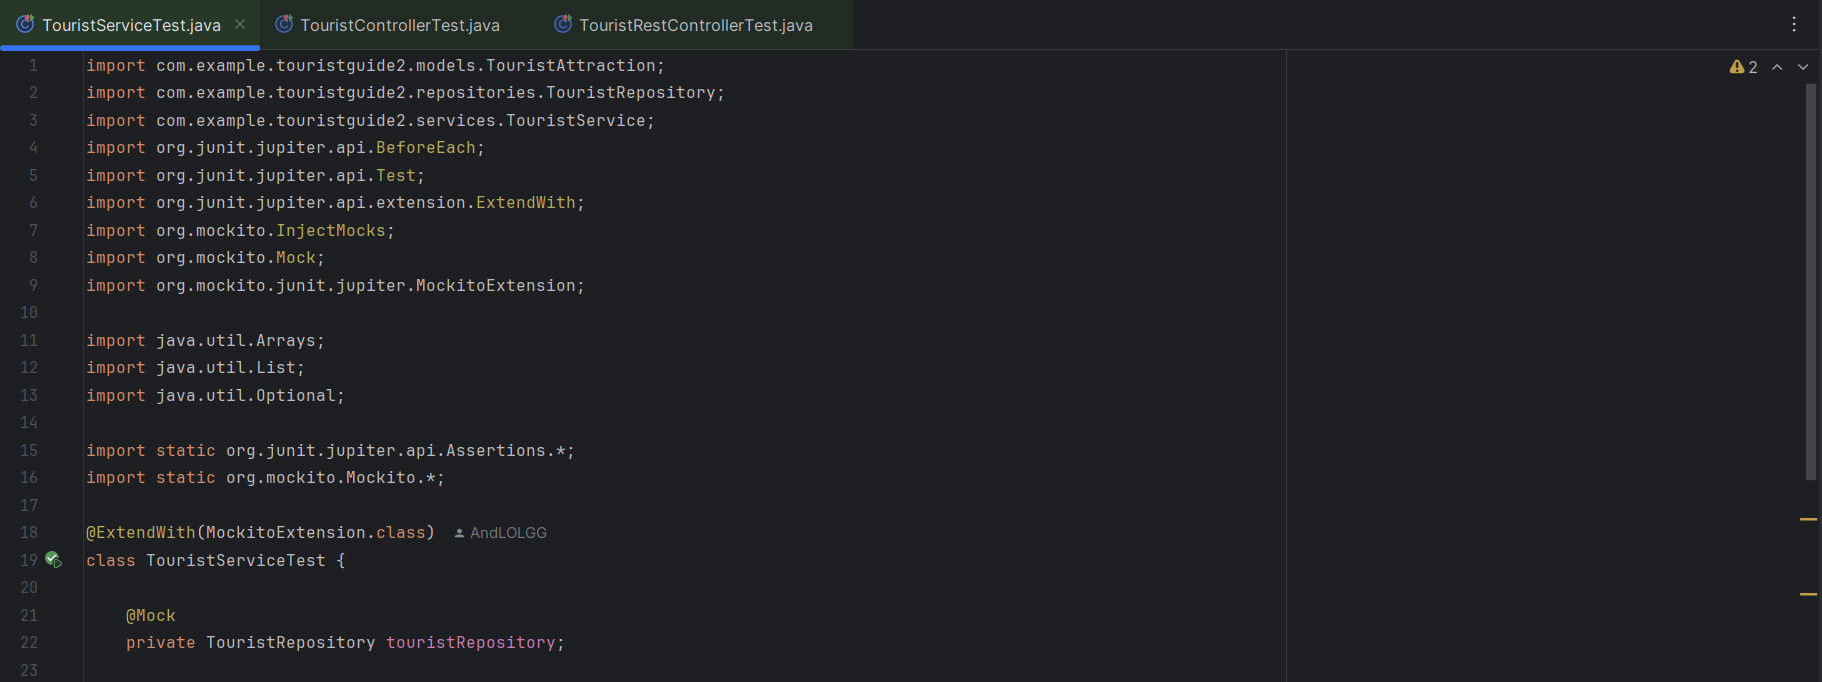 TouristServiceTest.java TouristControllerTest.java TouristRestControllerTest.java
2
1 import com.example.touristguide2.models.TouristAttraction;
2 import com.example.touristguide2.repositories.TouristRepository;
3 import com.example.touristguide2.services.TouristService;
4 import org.junit.jupiter.api.BeforeEach;
5 import org.junit.jupiter.api.Test;
6 import org.junit.jupiter.api.extension.ExtendWith;
7 import org.mockito.InjectMocks;
8 import org.mockito.Mock;
9 import org.mockito.junit.jupiter.MockitoExtension;
10
11 import java.util.Arrays;
12 import java.util.List;
13 import java.util.Optional;
14
15 import static org.junit.jupiter.api.Assertions.*;
16 import static org.mockito.Mockito.*;
17
18 @ExtendWith(MockitoExtension.class) AndLOLGG
19 class TouristServiceTest {
20
21 @Mock
22 private TouristRepository touristRepository;
23